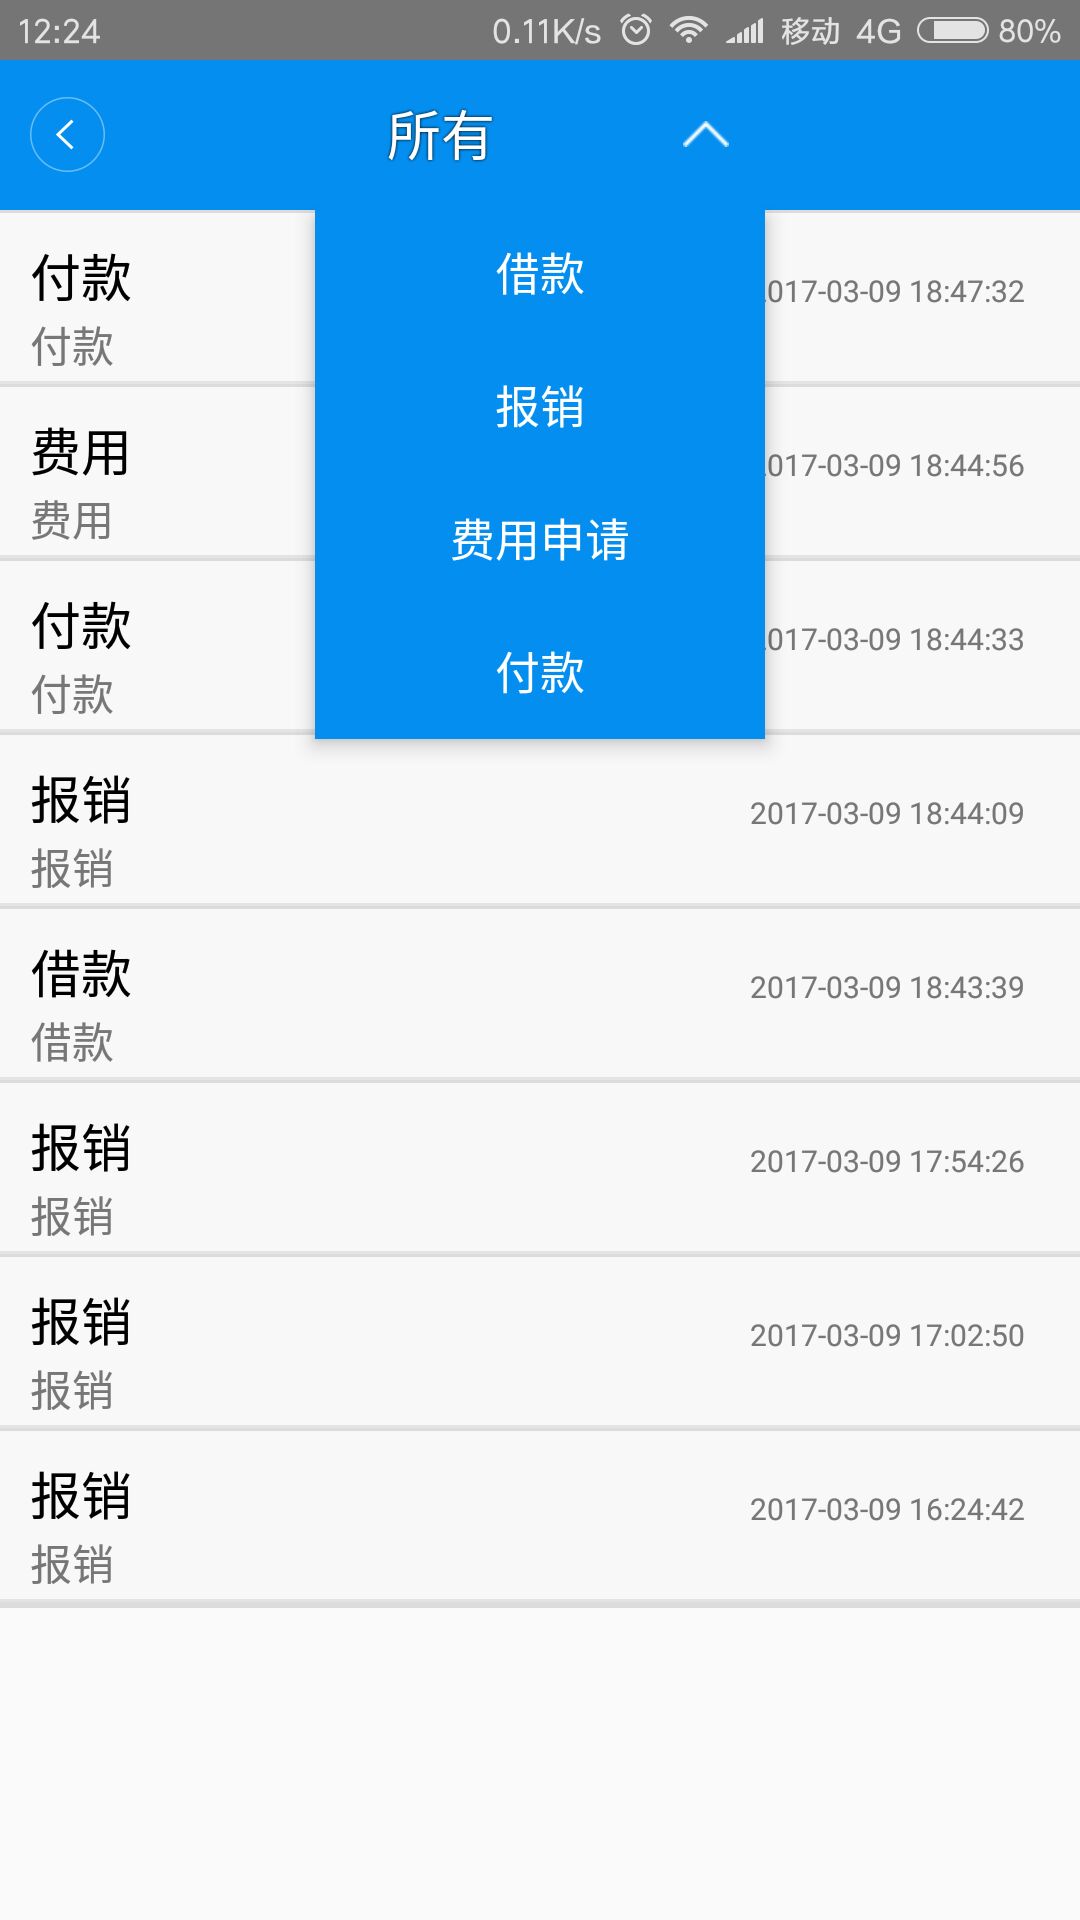 12:24 0.11K/s 移动 4G 80%
所有
借款
报销
费用申请
付款
付款
付款
017-03-09 18:47:32
费用
费用
017-03-09 18:44:56
付款
付款
017-03-09 18:44:33
报销
报销
2017-03-09 18:44:09
借款
借款
2017-03-09 18:43:39
报销
报销
2017-03-09 17:54:26
报销
报销
2017-03-09 17:02:50
报销
报销
2017-03-09 16:24:42